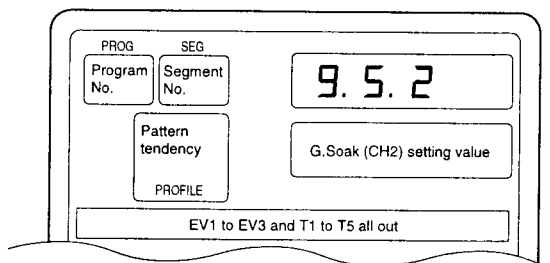 PROG SEG
Program No.
Segment No.
9. 5. 2
Pattern tendency
PROFILE
G.Soak (CH2) setting value
EV1 to EV3 and T1 to T5 all out